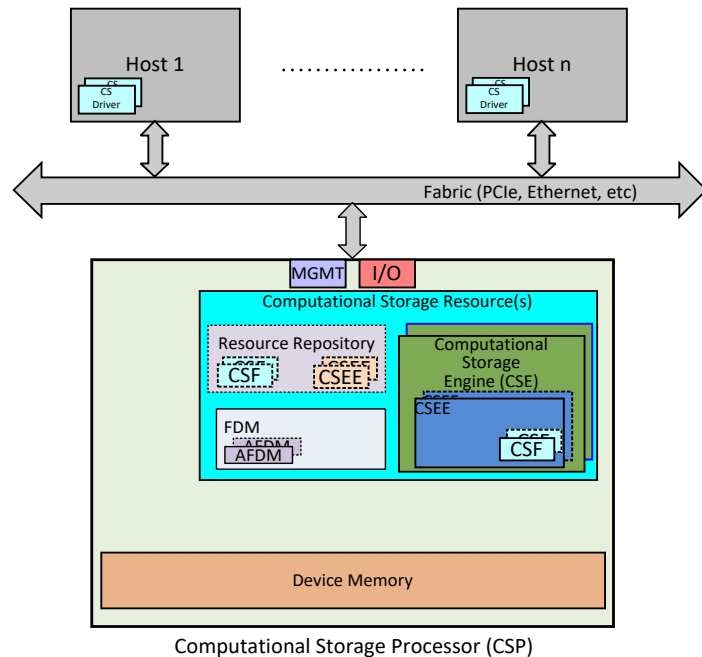 Host 1
CS
CS
Driver
....................
Host n
CS
CS
Driver
Fabric (PCIe, Ethernet, etc)
MGMT
I/O
Computational Storage Resource(s)
Resource Repository
CSF
CSF
CSEE
CSEE
Computational
Storage
Engine (CSE)
CSEE
CSEE
CSF
CSF
FDM
AFDM
AFDM
Device Memory
Computational Storage Processor (CSP)